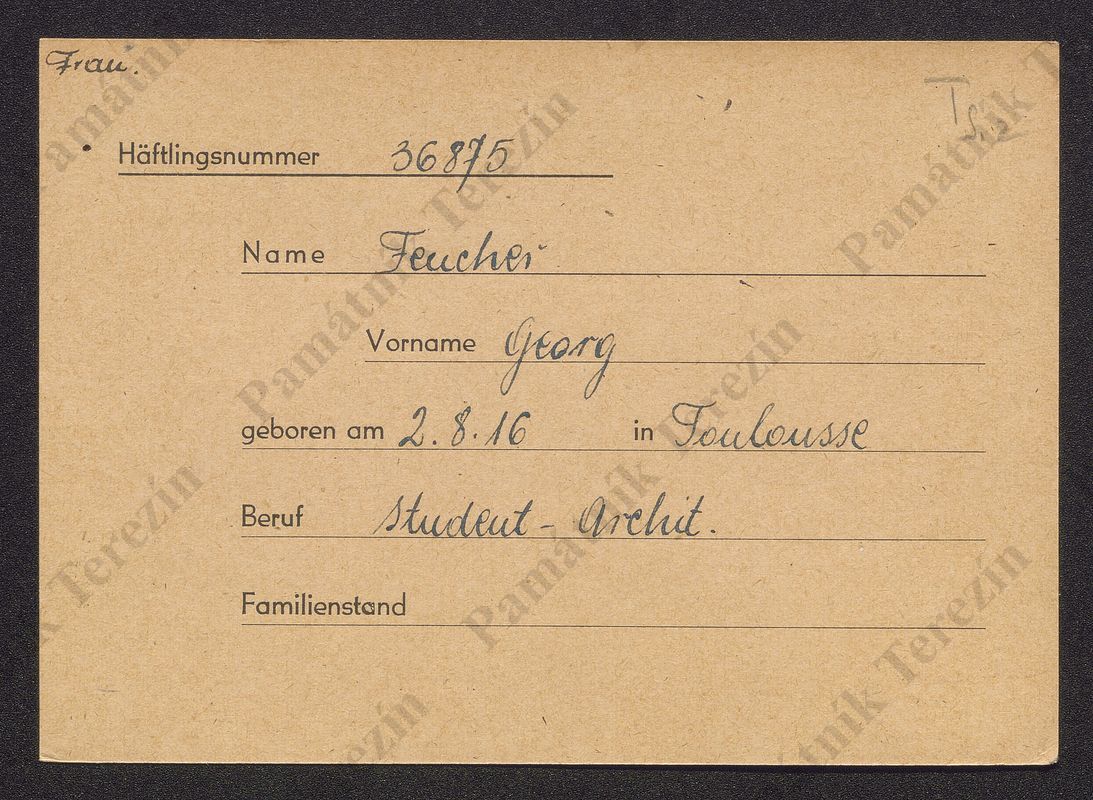 Frau.
T
Häftlingsnummer 36875
Name Feucher
Vorname Georg
geboren am 2.8.16 in Toulousse
Beruf Student - Archit.
Familienstand
Památník Terezín